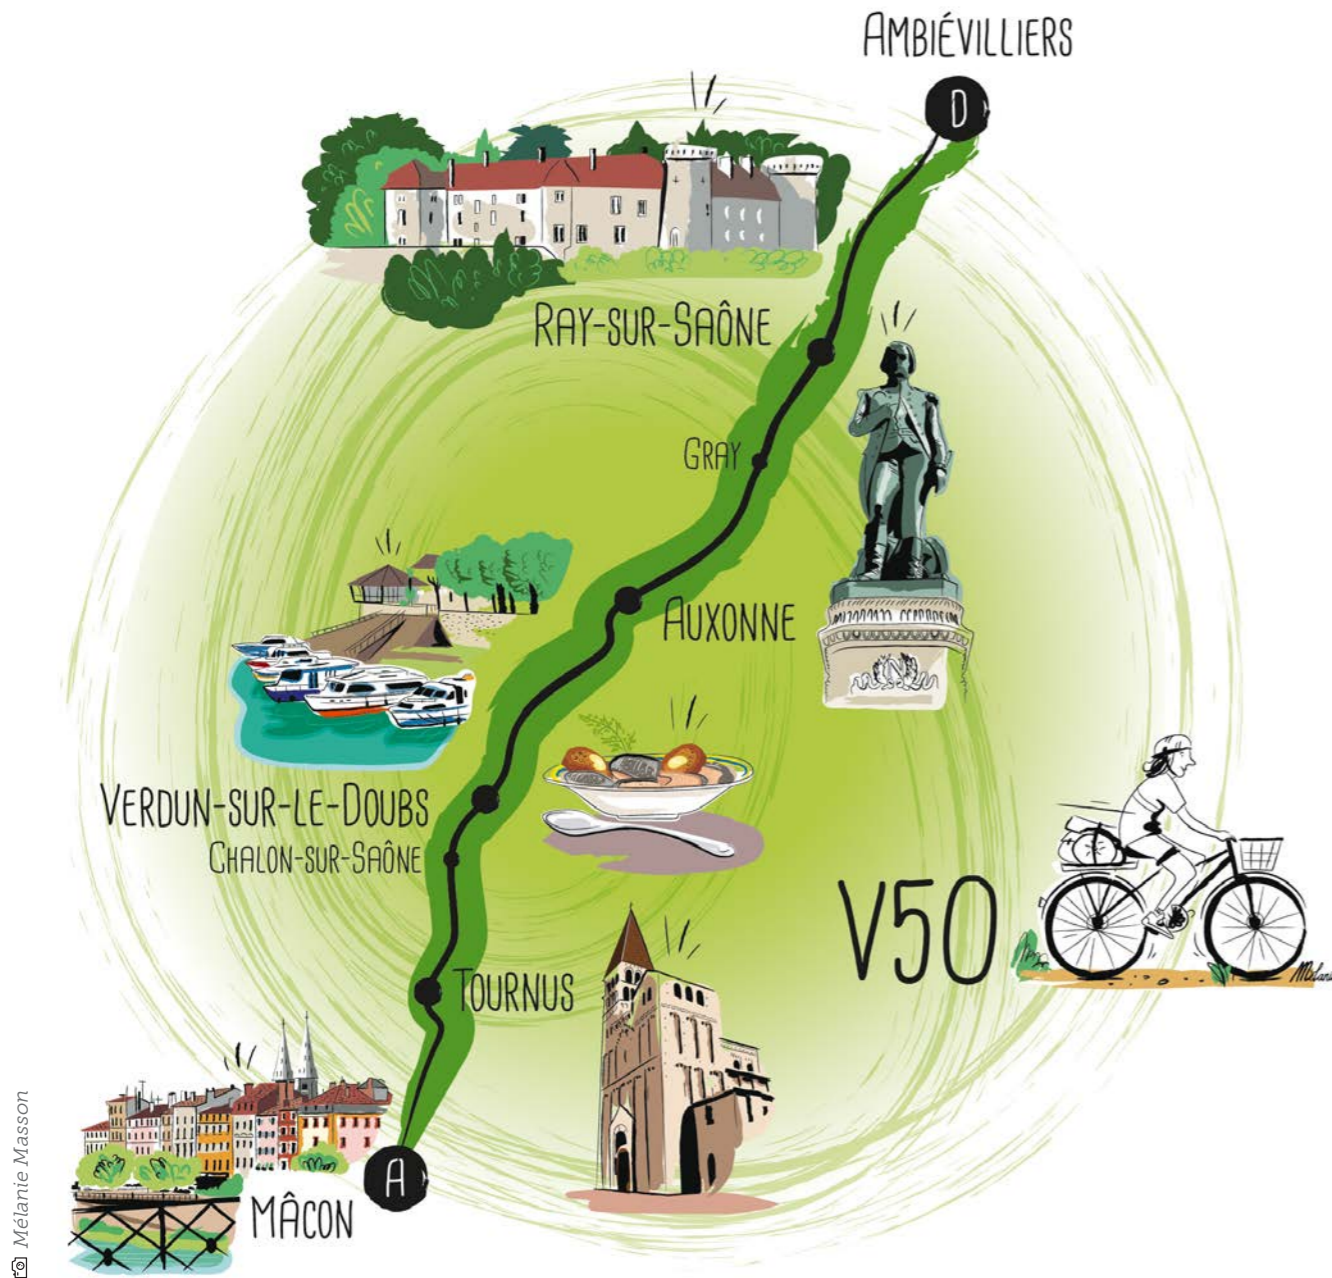 AMBIÉVILLIERS
D
RAY-SUR-SAÔNE
GRAY
AUXONNE
N
VERDUN-SUR-LE-DOUBS
CHALON-SUR-SAÔNE
V50
TOURNUS
A
MÂCON
Mélanie Masson